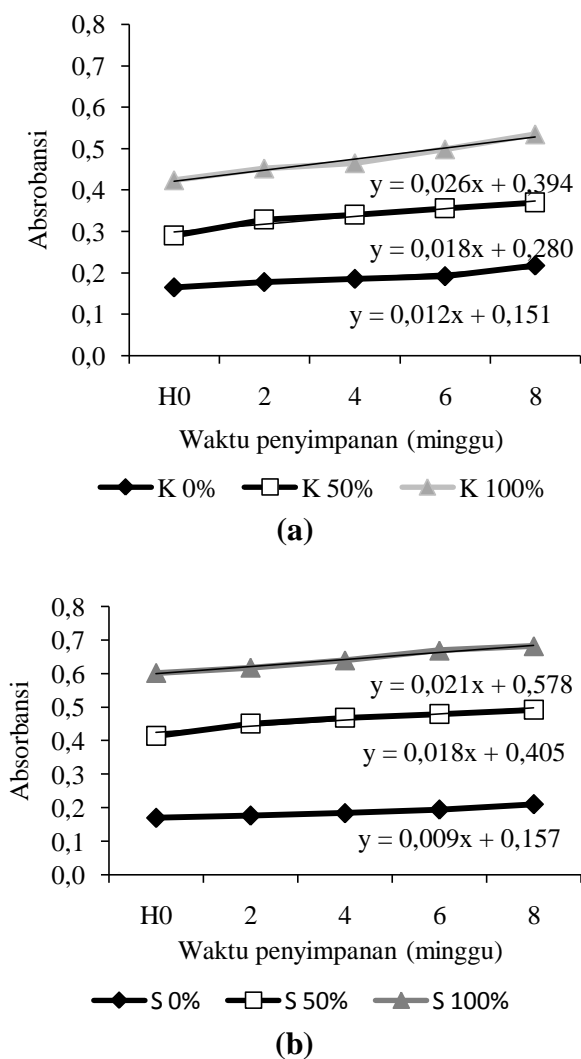 0,8
0,7
0,6
0,5
0,4
0,3
0,2
0,1
0,0
Absrobansi
y = 0,026x + 0,394
y = 0,018x + 0,280
y = 0,012x + 0,151
H0 2 4 6 8
Waktu penyimpanan (minggu)
K 0% K 50% K 100%
(a)
0,8
0,7
0,6
0,5
0,4
0,3
0,2
0,1
0,0
Absorbansi
y = 0,021x + 0,578
y = 0,018x + 0,405
y = 0,009x + 0,157
H0 2 4 6 8
Waktu penyimpanan (minggu)
S 0% S 50% S 100%
(b)